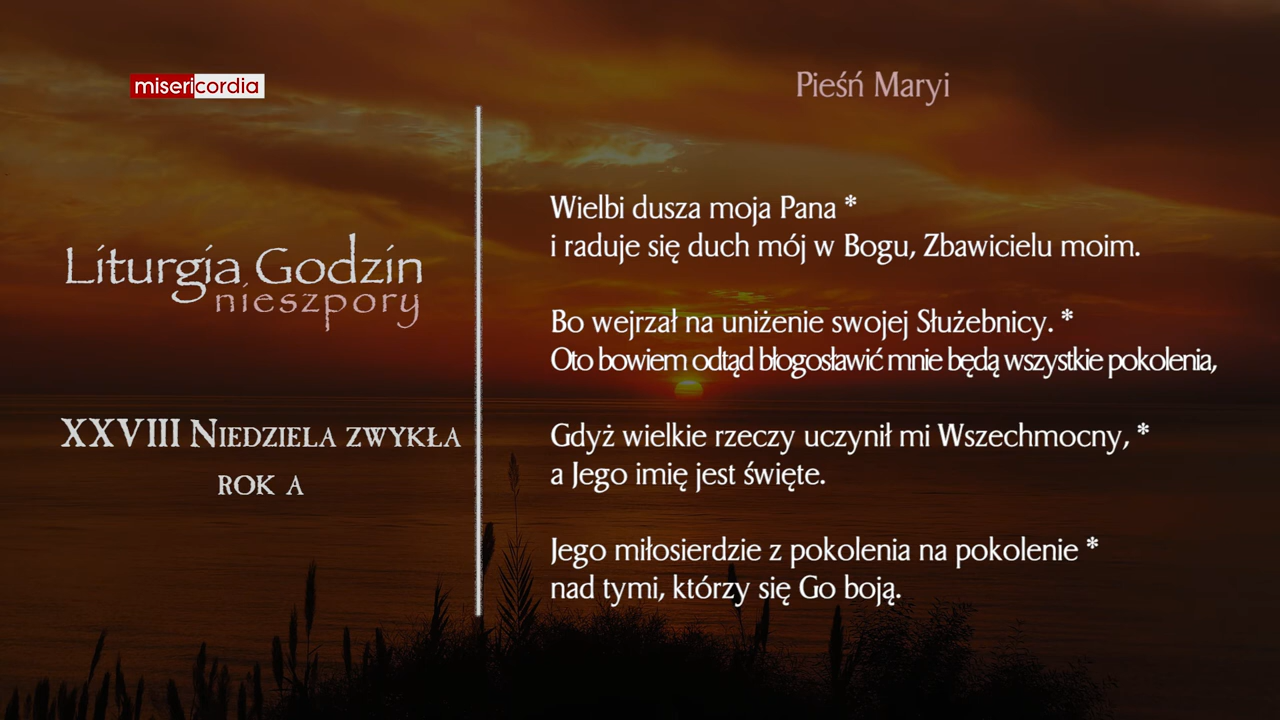 misericordia
Liturgia Godzin
nieszpory
XXVIII Niedziela zwykła
rok A
Pieśń Maryi
Wielbi dusza moja Pana *
i raduje się duch mój w Bogu, Zbawicielu moim.
Bo wejrzał na uniżenie swojej Służebnicy. *
Oto bowiem odtąd błogosławić mnie będą wszystkie pokolenia,
Gdyż wielkie rzeczy uczynił mi Wszechmocny, *
a Jego imię jest święte.
Jego miłosierdzie z pokolenia na pokolenie *
nad tymi, którzy się Go boją.